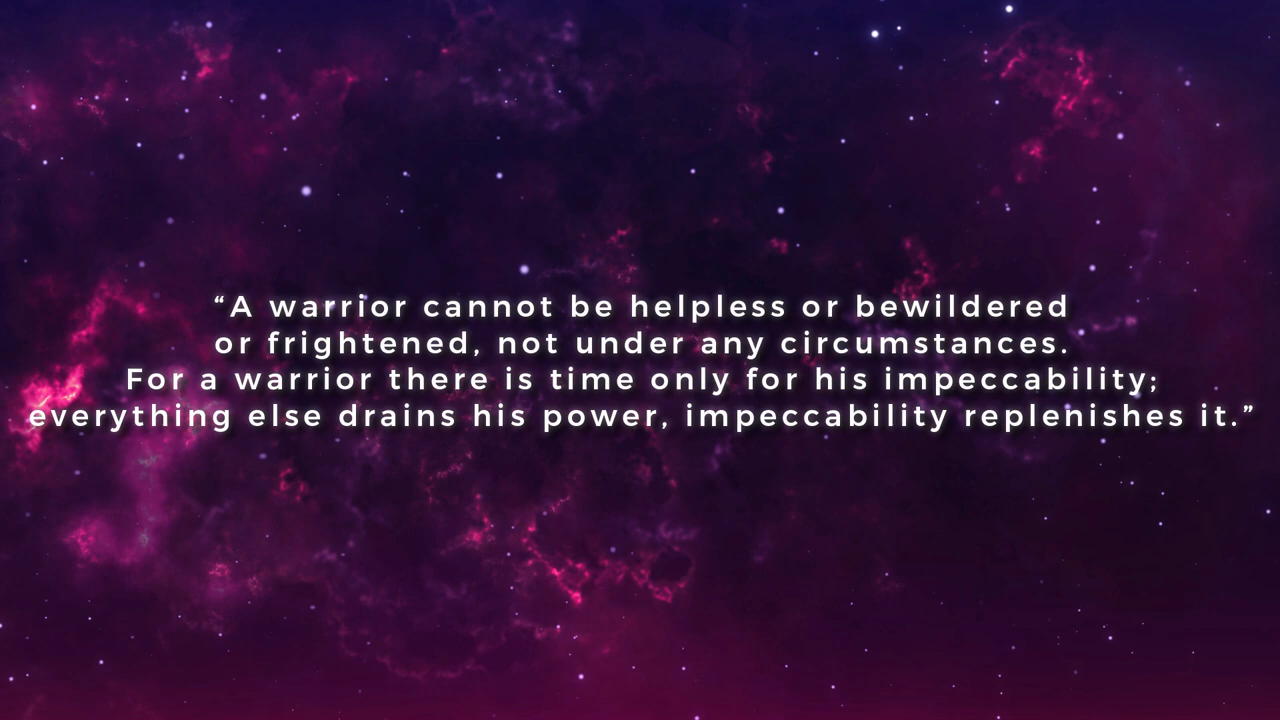 “A warrior cannot be helpless or bewildered
or frightened, not under any circumstances.
For a warrior there is time only for his impeccability;
everything else drains his power, impeccability replenishes it.”